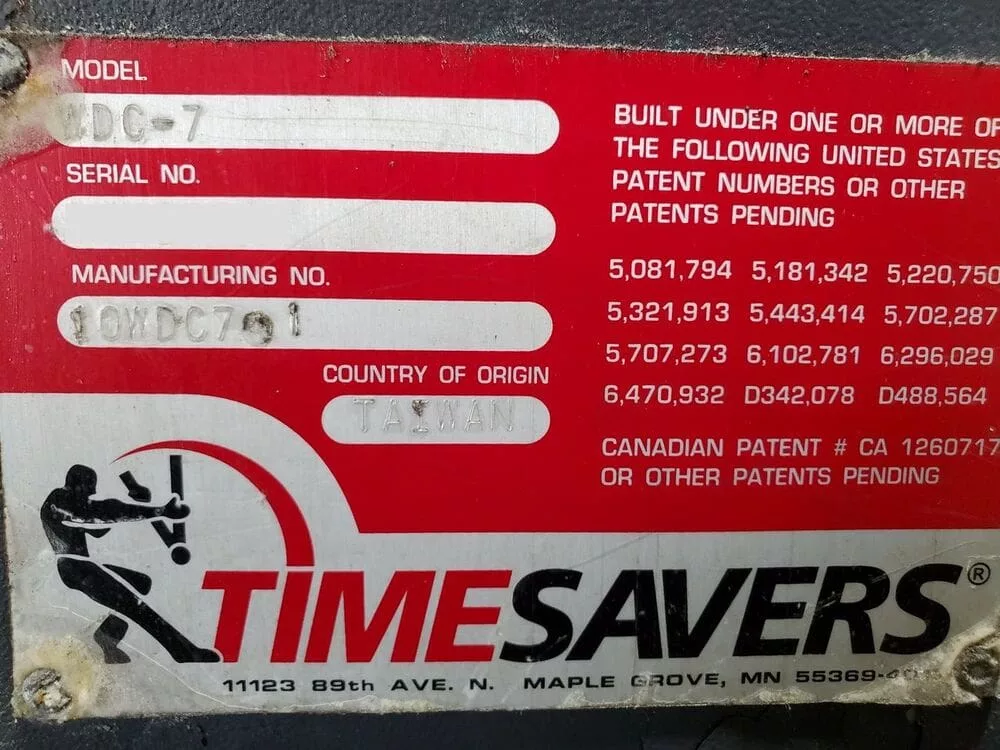 MODEL
WDC-7
SERIAL NO.
MANUFACTURING NO.
COUNTRY OF ORIGIN
TAIWAN
BUILT UNDER ONE OR MORE OF
THE FOLLOWING UNITED STATES
PATENT NUMBERS OR OTHER
PATENTS PENDING
5,081,794 5,181,342 5,220,750
5,321,913 5,443,414 5,702,287
5,707,273 6,102,781 6,296,029
6,470,932 D342,078 D488,564
CANADIAN PATENT # CA 1260717
OR OTHER PATENTS PENDING
TIMESAVERS®
11123 89th AVE. N. MAPLE GROVE, MN